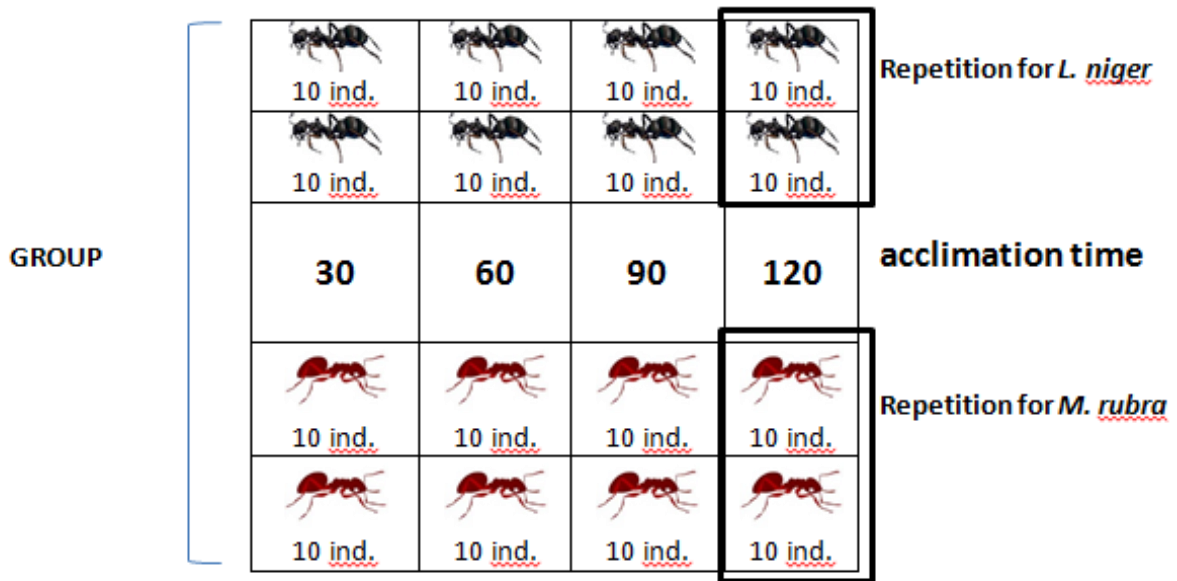 10 ind. 10 ind. 10 ind. 10 ind.
Repetition for L. niger
10 ind. 10 ind. 10 ind. 10 ind.
GROUP
30 60 90 120
acclimation time
10 ind. 10 ind. 10 ind. 10 ind.
Repetition for M. rubra
10 ind. 10 ind. 10 ind. 10 ind.